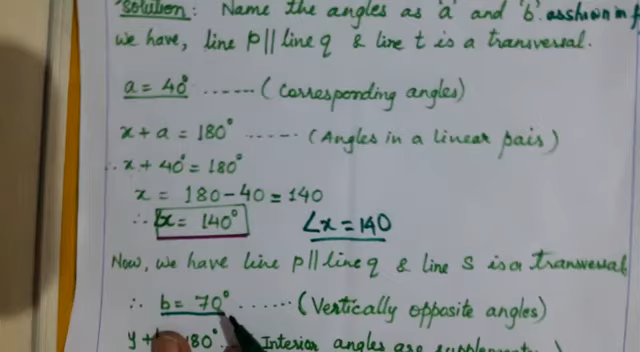 Solution: Name the angles as 'a' and 'b' as shown in
we have, line p || line q & line t is a transversal.
a = 40° ...... (Corresponding angles)
x + a = 180° ...... (Angles in a linear pair)
∴ x + 40° = 180°
x = 180 - 40 = 140
∴ ∠x = 140° ∠x = 140
Now, we have line p || line q & line s is a transversal
∴ b = 70° ...... (Vertically opposite angles)
y + 180° Interior angles are